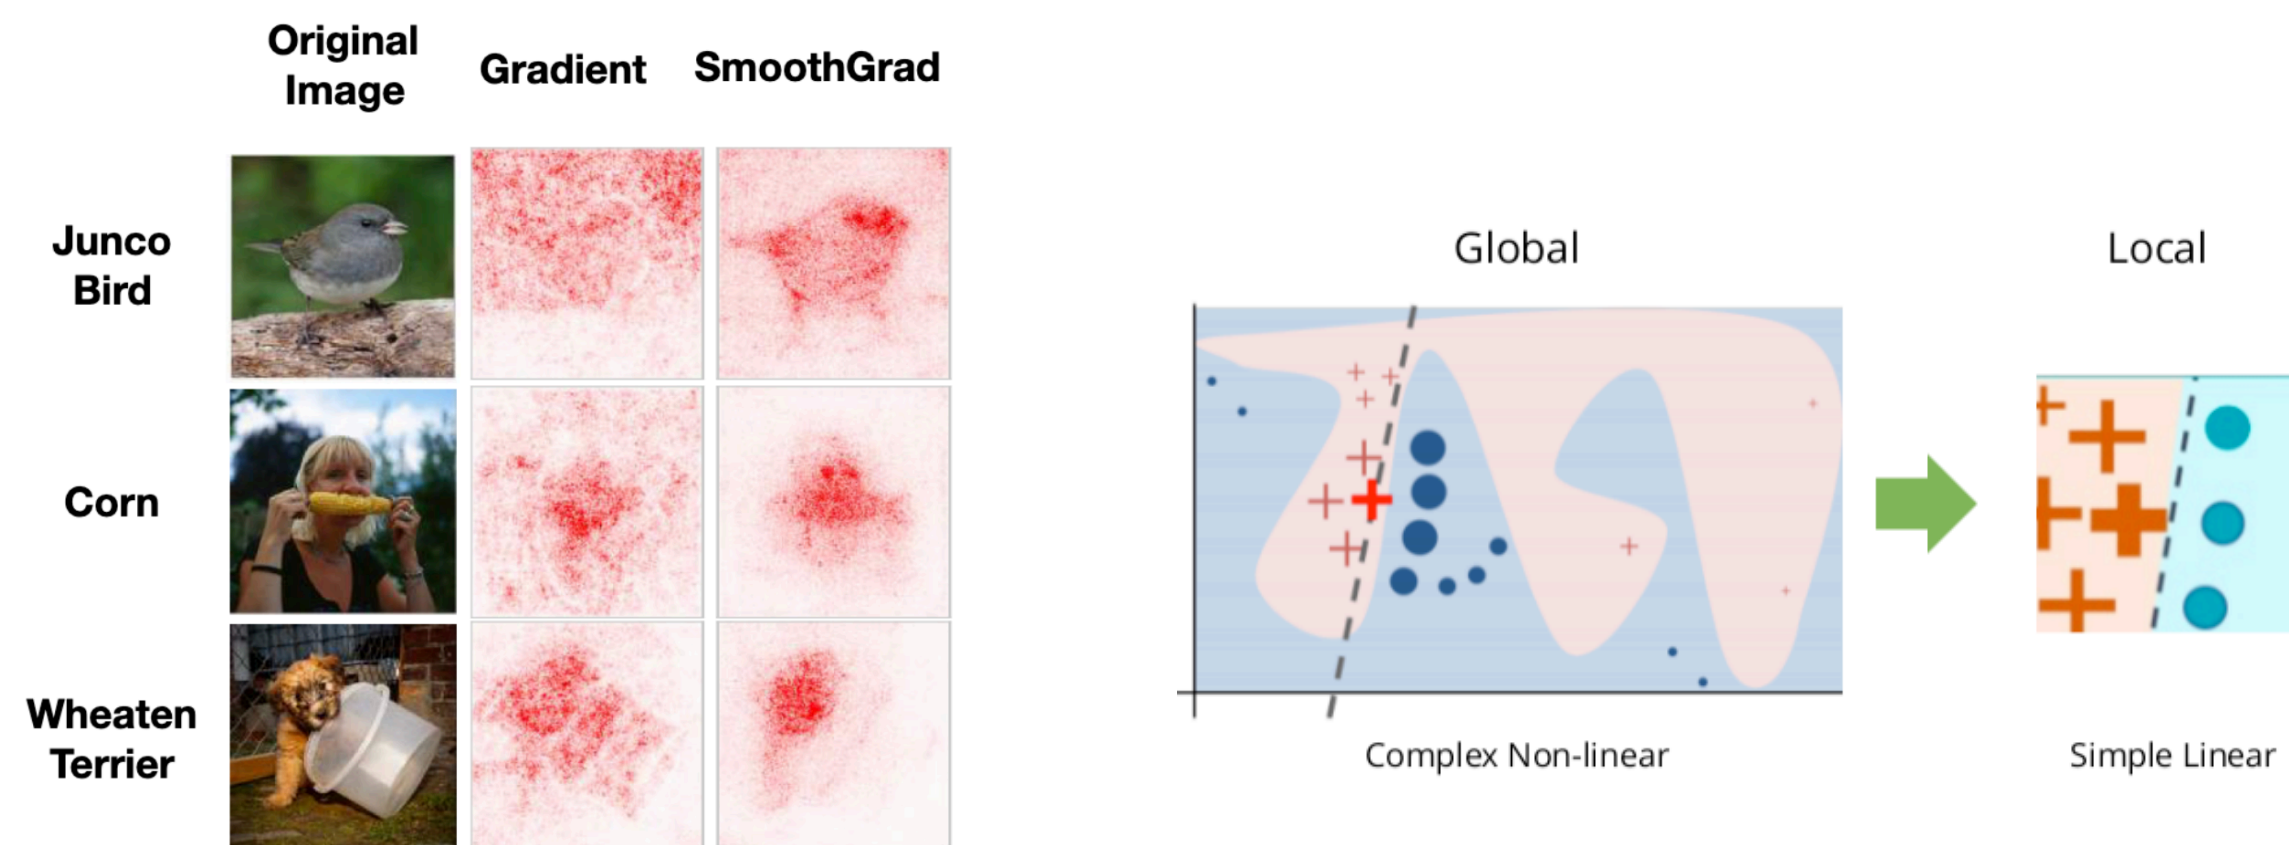 Original
Image
Gradient
SmoothGrad
Junco
Bird
Corn
Wheaten
Terrier
Global
Local
Complex Non-linear
Simple Linear